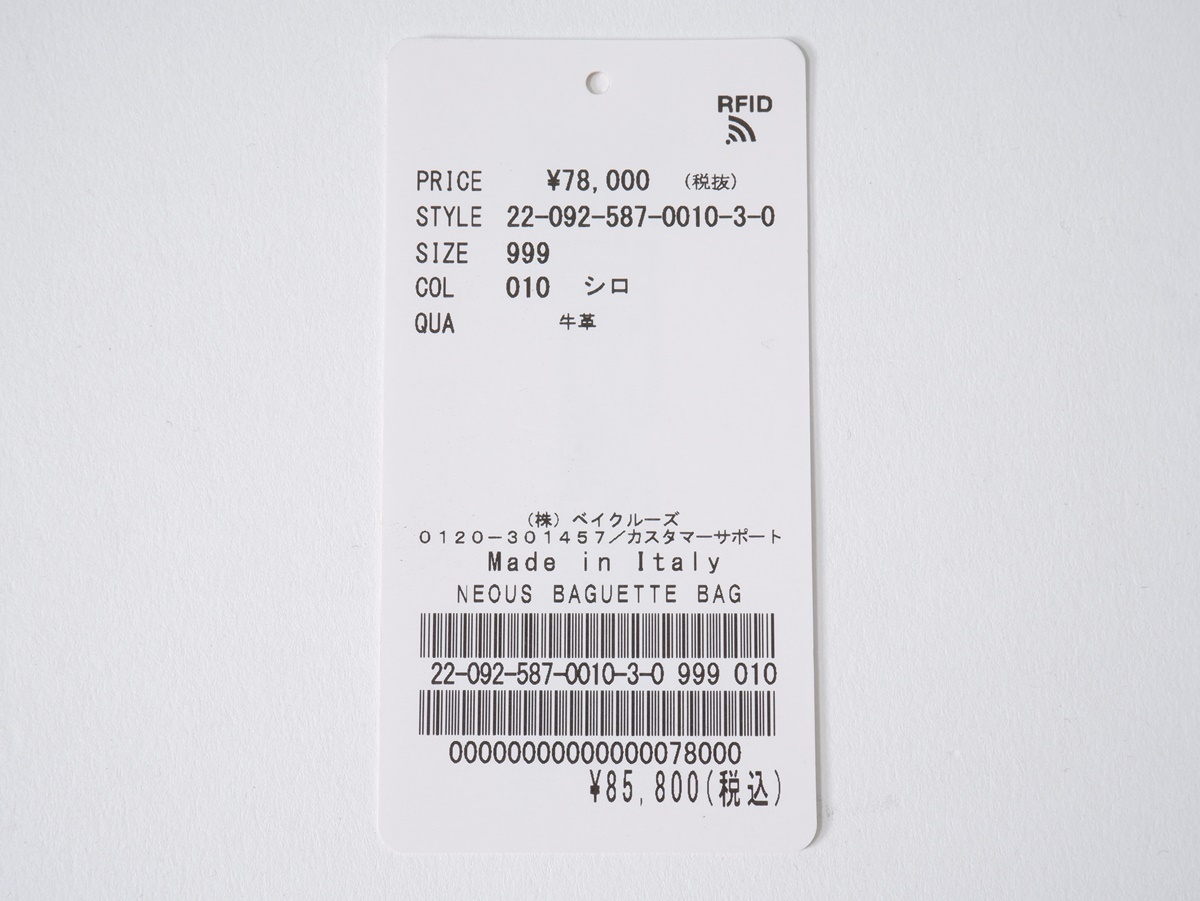 RFID
PRICE ¥78,000 (税抜)
STYLE 22-092-587-0010-3-0
SIZE 999
COL 010 シロ
QUA 牛革
(株)ベイクルーズ
0120-301457/カスタマーサポート
Made in Italy
NEOUS BAGUETTE BAG
22-092-587-0010-3-0 999 010
00000000000000078000
¥85,800(税込)